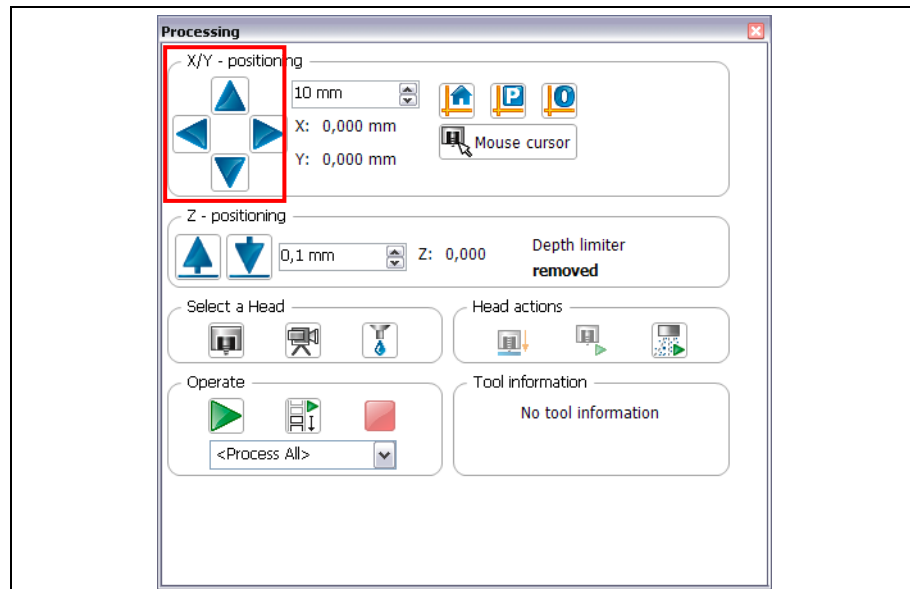 Processing
X/Y - positioning
10 mm
X: 0,000 mm
Y: 0,000 mm
P
0
Mouse cursor
Z - positioning
0,1 mm
Z: 0,000
Depth limiter
removed
Select a Head
Head actions
Operate
<Process All>
Tool information
No tool information